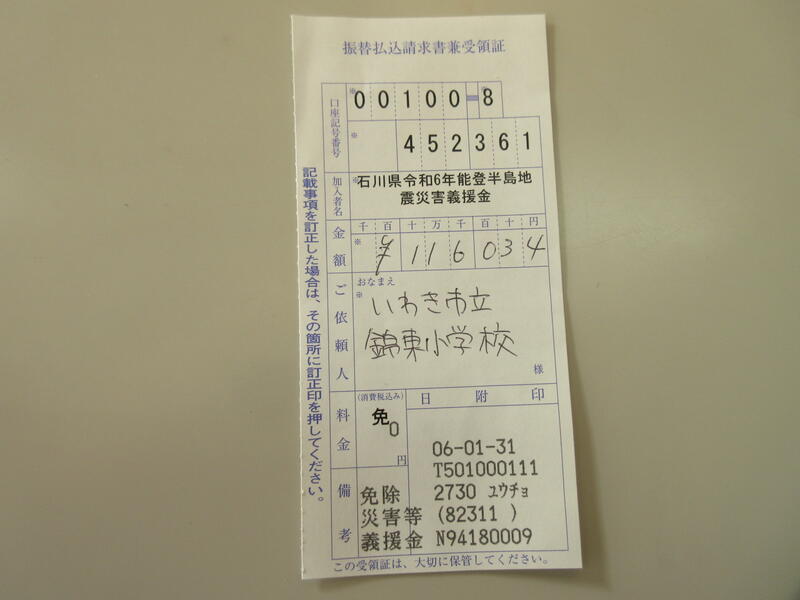 振替払込請求書兼受領証
口座記号番号
※00100-8
※452361
加入者名
※石川県令和6年能登半島地
震災害義援金
金額
千百十万千百十円
※¥116034
ご依頼人
おなまえ
※いわき市立
錦東小学校
様
料金
(消費税込み)
免
0
円
日附印
06-01-31
T501000111
2730 ユウチョ
(82311 )
N94180009
備考
免除
災害等
義援金
記載事項を訂正した場合は、その箇所に訂正印を押してください。
この受領証は、大切に保管してください。